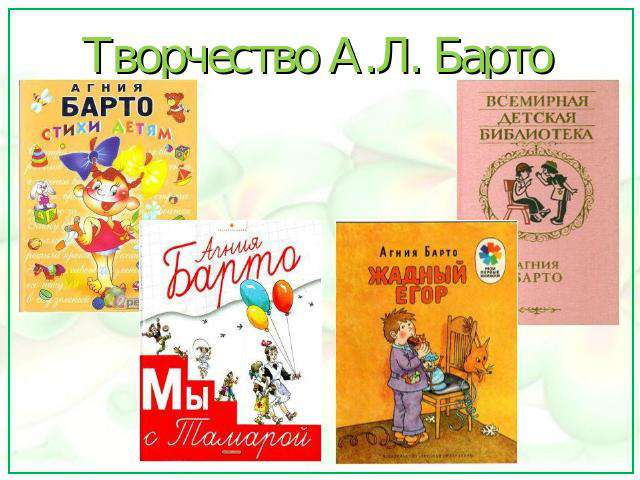 Творчество А.Л. Барто
АГНИЯ
БАРТО
СТИХИ ДЕТЯМ
ВСЕМИРНАЯ
ДЕТСКАЯ
БИБЛИОТЕКА
АГНИЯ
БАРТО
Агния
Барто
Мы
с Тамарой
Агния Барто
ЖАДНЫЙ
ЕГОР